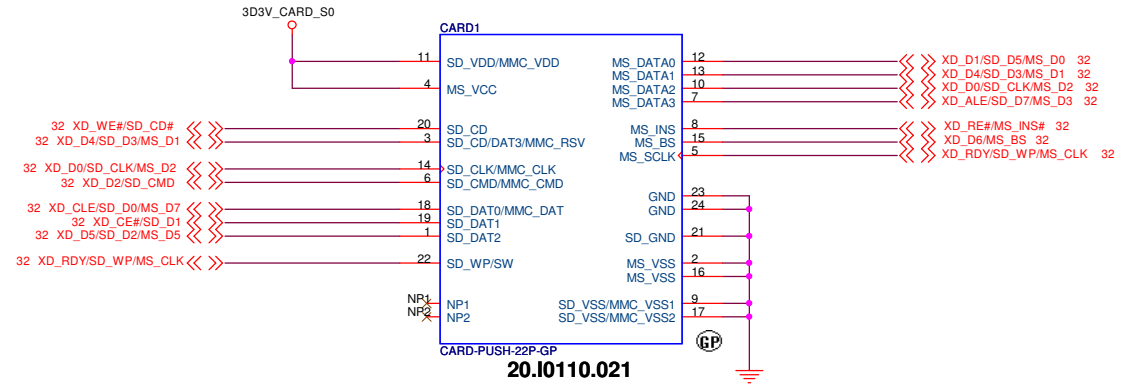 3D3V_CARD_S0
CARD1
11 SD_VDD/MMC_VDD
4 MS_VCC
32 XD_WE#/SD_CD# 20 SD_CD
32 XD_D4/SD_D3/MS_D1 3 SD_CD/DAT3/MMC_RSV
32 XD_D0/SD_CLK/MS_D2 14 SD_CLK/MMC_CLK
32 XD_D2/SD_CMD 6 SD_CMD/MMC_CMD
32 XD_CLE/SD_D0/MS_D7 18 SD_DAT0/MMC_DAT
32 XD_CE#/SD_D1 19 SD_DAT1
32 XD_D5/SD_D2/MS_D5 1 SD_DAT2
32 XD_RDY/SD_WP/MS_CLK 22 SD_WP/SW
NP1 NP1
NP2 NP2
MS_DATA0 12 XD_D1/SD_D5/MS_D0 32
MS_DATA1 13 XD_D4/SD_D3/MS_D1 32
MS_DATA2 10 XD_D0/SD_CLK/MS_D2 32
MS_DATA3 7 XD_ALE/SD_D7/MS_D3 32
MS_INS 8 XD_RE#/MS_INS# 32
MS_BS 15 XD_D6/MS_BS 32
MS_SCLK 5 XD_RDY/SD_WP/MS_CLK 32
GND 23
GND 24
SD_GND 21
MS_VSS 2
MS_VSS 16
SD_VSS/MMC_VSS1 9
SD_VSS/MMC_VSS2 17
GP
CARD-PUSH-22P-GP
20.I0110.021